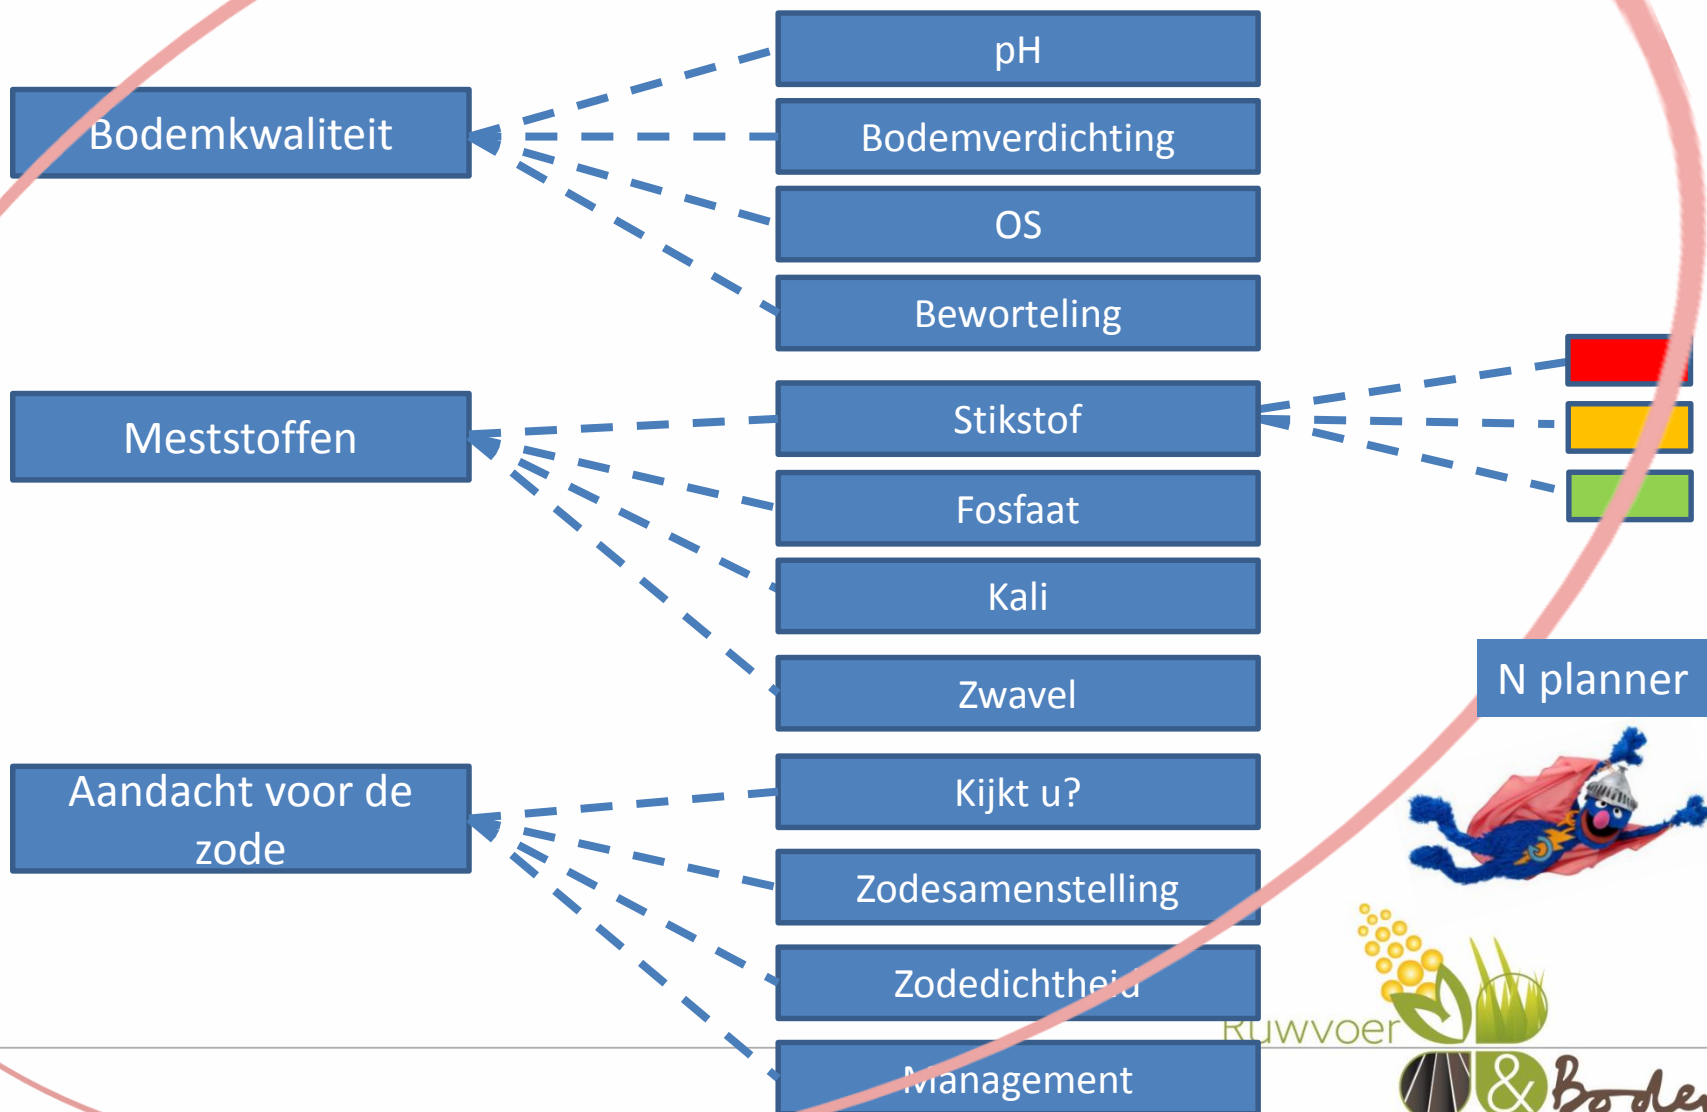 pH
Bodemkwaliteit
Bodemverdichting
OS
Beworteling
Meststoffen
Stikstof
Fosfaat
Kali
Zwavel
N planner
Aandacht voor de
zode
Kijkt u?
Zodesamenstelling
Zodedichtheid
Management
Ruwvoer
&